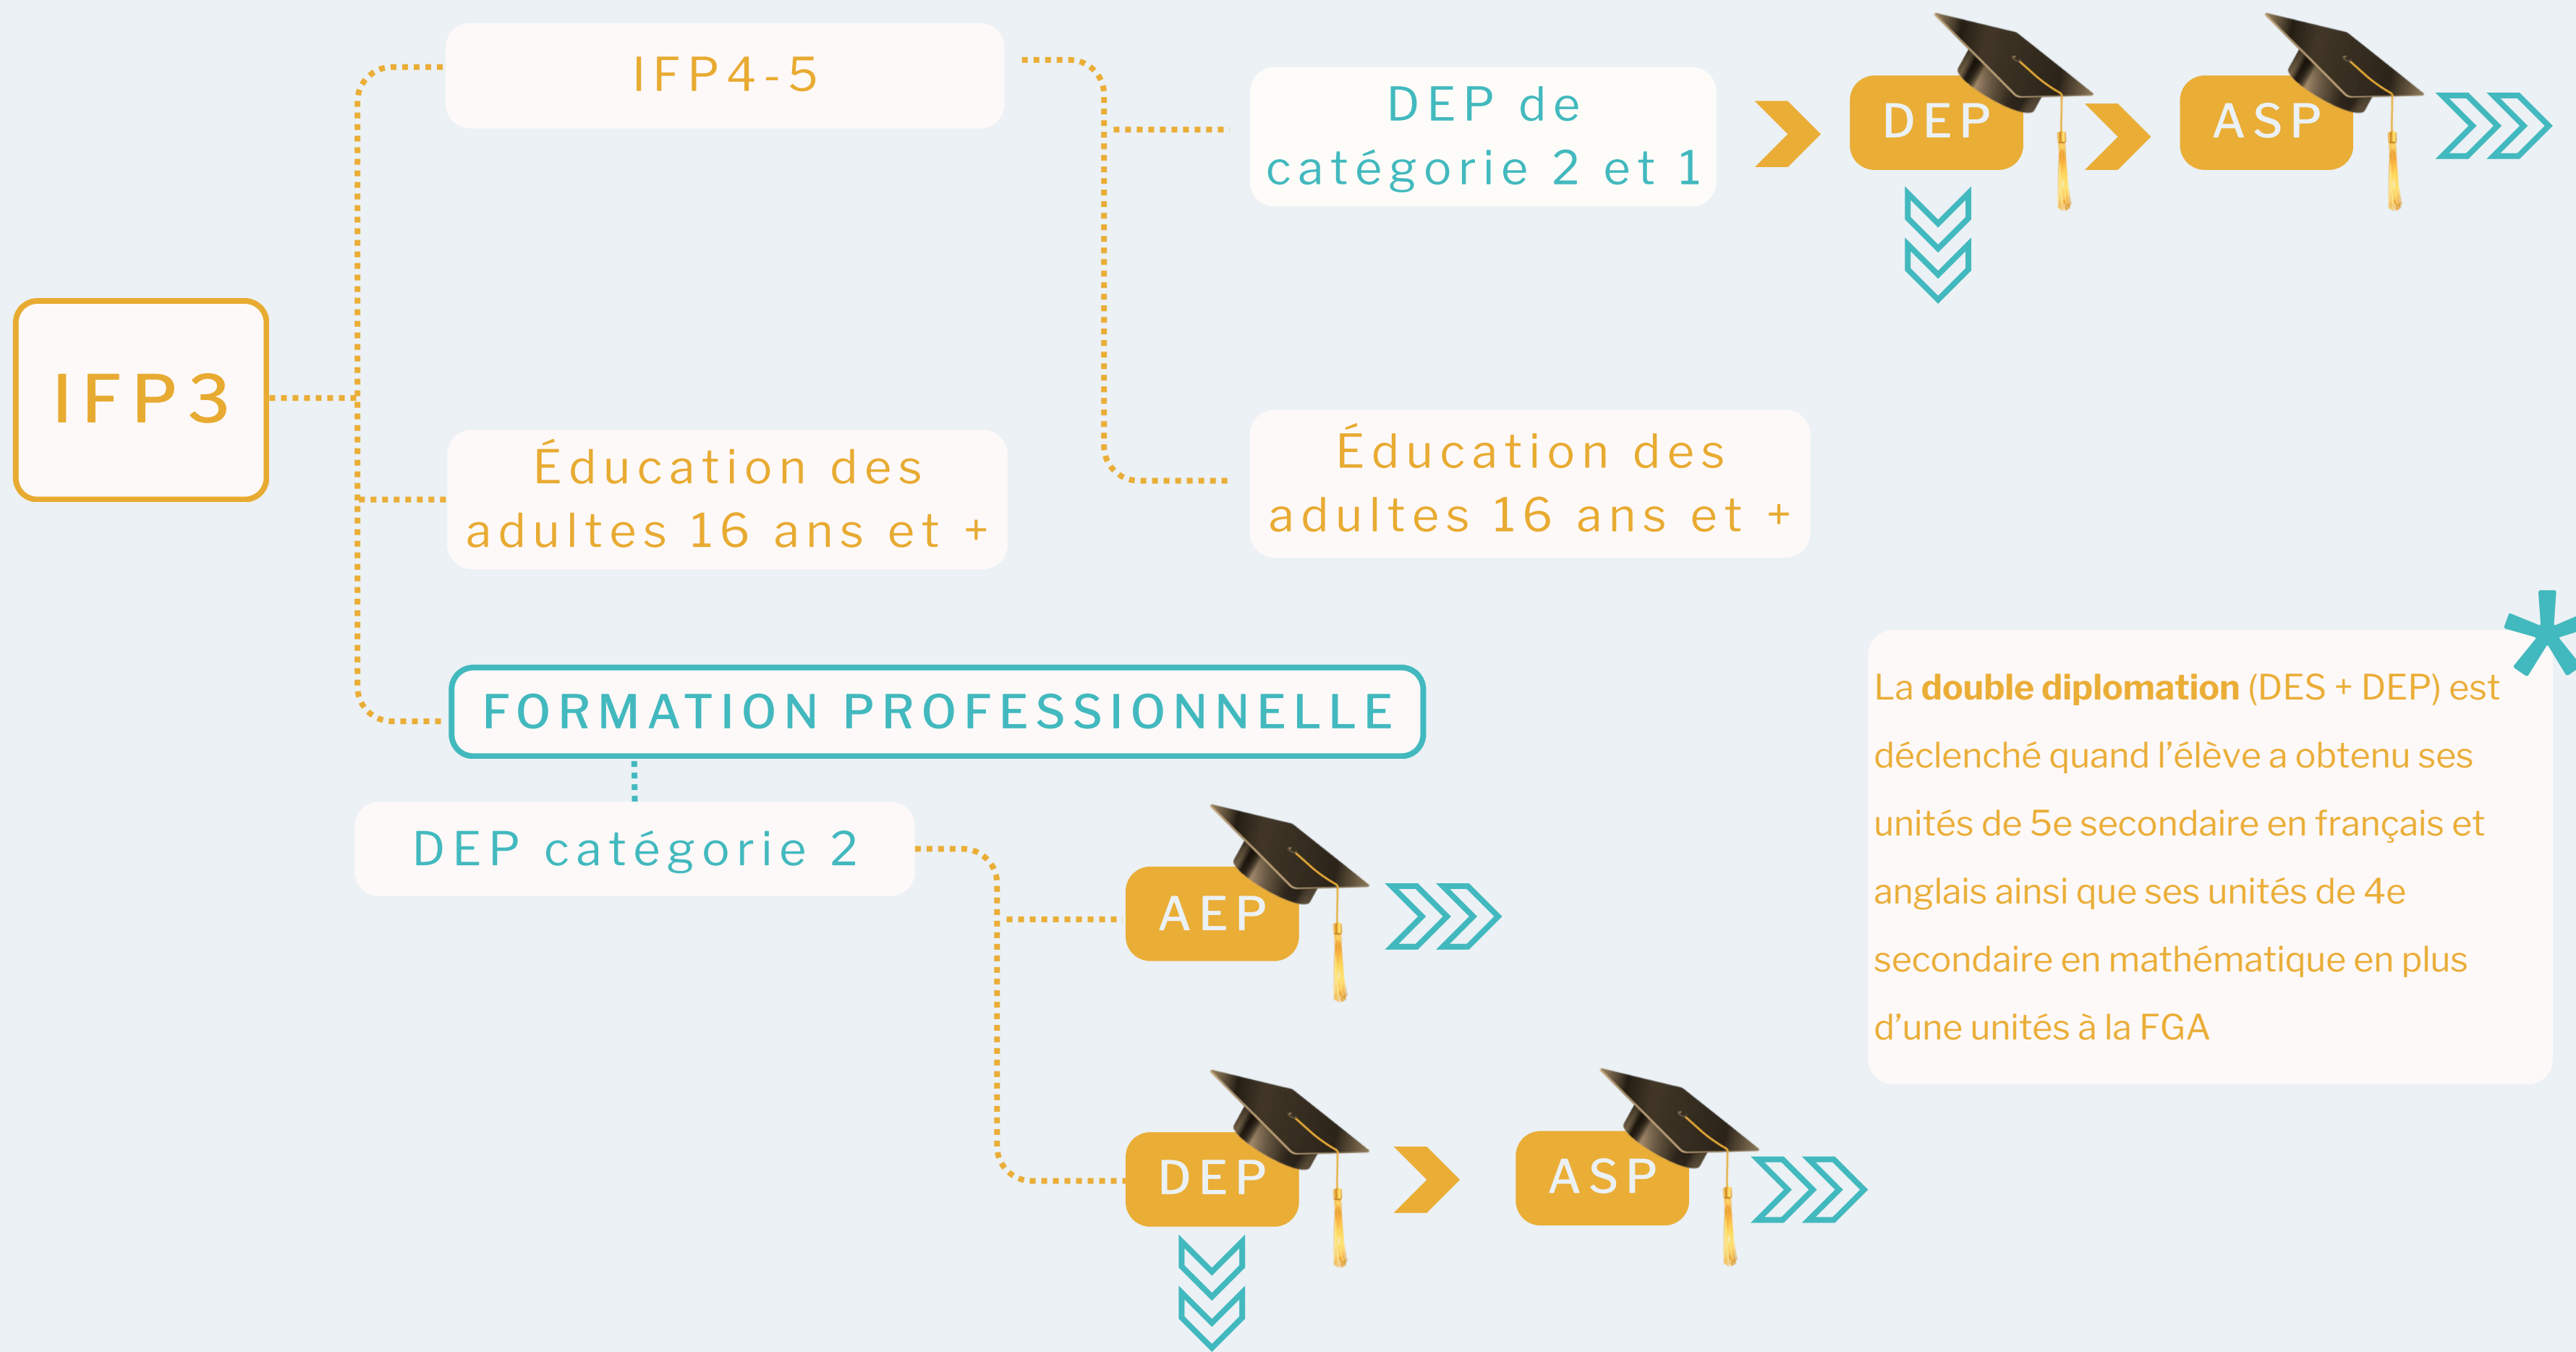 IFP4-5
DEP de
catégorie 2 et 1
DEP
ASP
IFP3
Éducation des
adultes 16 ans et +
Éducation des
adultes 16 ans et +
FORMATION PROFESSIONNELLE
DEP catégorie 2
AEP
DEP
ASP
*
La double diplomation (DES + DEP) est
déclenché quand l’élève a obtenu ses
unités de 5e secondaire en français et
anglais ainsi que ses unités de 4e
secondaire en mathématique en plus
d’une unités à la FGA